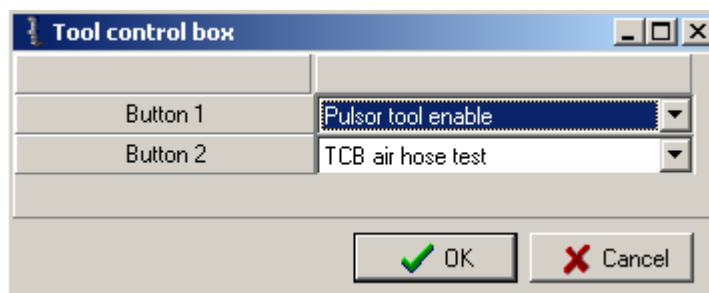 Tool control box
Button 1 Pulsor tool enable
Button 2 TCB air hose test
OK Cancel